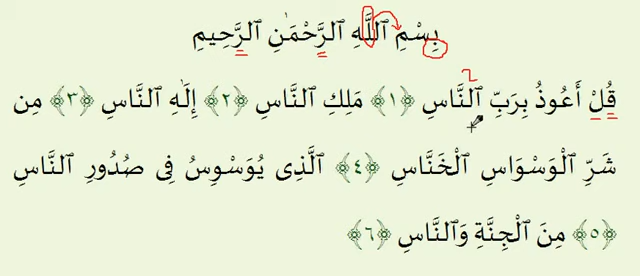 بِسْمِ ٱللَّهِ ٱلرَّحْمَـٰنِ ٱلرَّحِيمِ
قُلْ أَعُوذُ بِرَبِّ ٱلنَّاسِ ﴿١﴾ مَلِكِ ٱلنَّاسِ ﴿٢﴾ إِلَـٰهِ ٱلنَّاسِ ﴿٣﴾ مِن
شَرِّ ٱلْوَسْوَاسِ ٱلْخَنَّاسِ ﴿٤﴾ ٱلَّذِى يُوَسْوِسُ فِى صُدُورِ ٱلنَّاسِ
﴿٥﴾ مِنَ ٱلْجِنَّةِ وَٱلنَّاسِ ﴿٦﴾